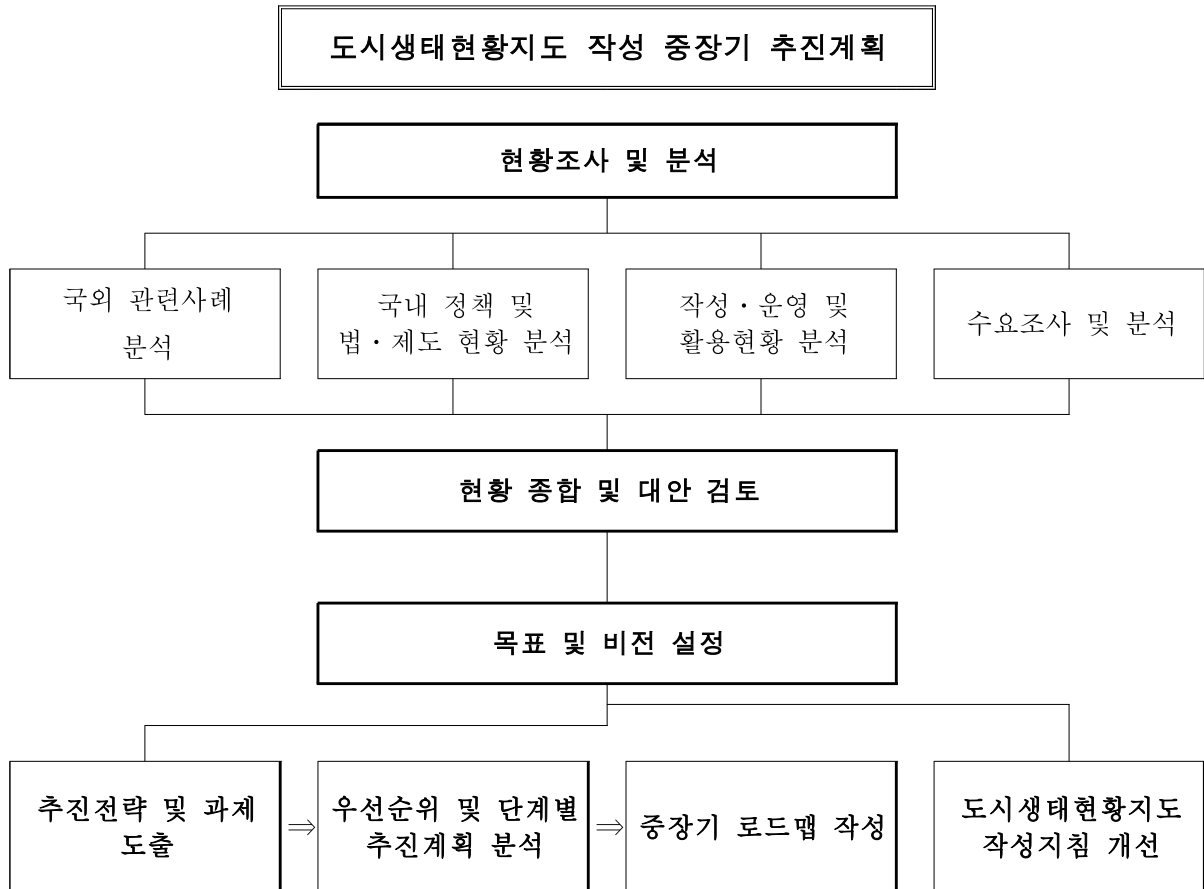 도시생태현황지도 작성 중장기 추진계획
현황조사 및 분석
국외 관련사례
분석
국내 정책 및
법·제도 현황 분석
작성·운영 및
활용현황 분석
수요조사 및 분석
현황 종합 및 대안 검토
목표 및 비전 설정
추진전략 및 과제
도출
⇒
우선순위 및 단계별
추진계획 분석
⇒
중장기 로드맵 작성
도시생태현황지도
작성지침 개선